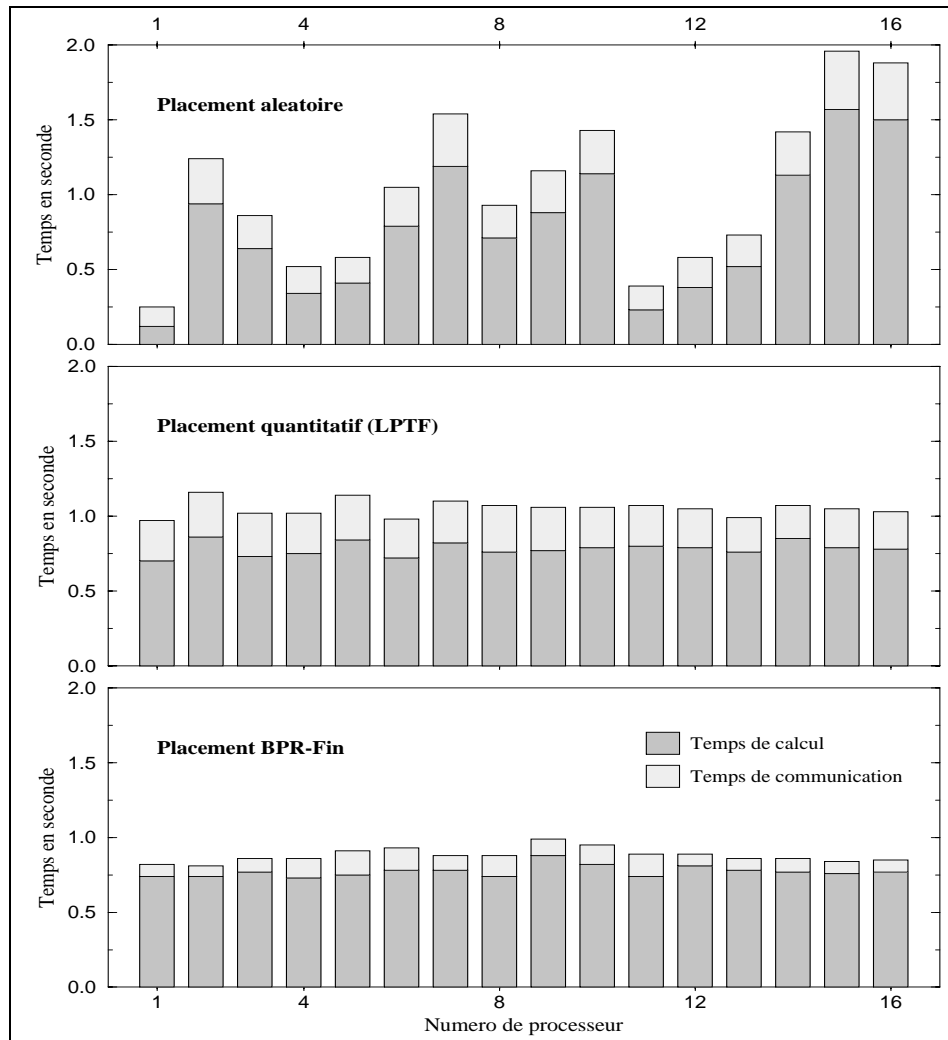 1 4 8 12 16
2.0
Placement aleatoire
1.5
1.0
0.5
0.0
Temps en seconde
2.0
Placement quantitatif (LPTF)
1.5
1.0
0.5
0.0
Temps en seconde
2.0
Placement BPR-Fin
Temps de calcul
Temps de communication
1.5
1.0
0.5
0.0
Temps en seconde
1 4 8 12 16
Numero de processeur